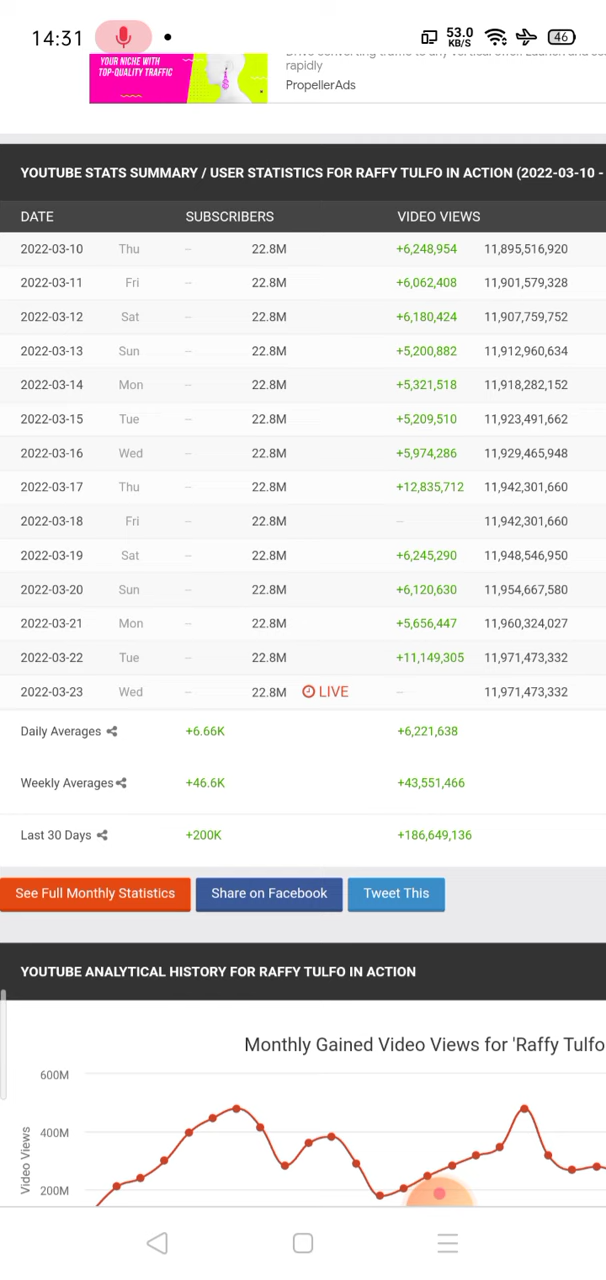 14:31 53.0 KB/S 46
YOUR NICHE WITH
TOP-QUALITY TRAFFIC
rapidly
PropellerAds
YOUTUBE STATS SUMMARY / USER STATISTICS FOR RAFFY TULFO IN ACTION (2022-03-10 -
DATE SUBSCRIBERS VIDEO VIEWS
2022-03-10 Thu -- 22.8M +6,248,954 11,895,516,920
2022-03-11 Fri -- 22.8M +6,062,408 11,901,579,328
2022-03-12 Sat -- 22.8M +6,180,424 11,907,759,752
2022-03-13 Sun -- 22.8M +5,200,882 11,912,960,634
2022-03-14 Mon -- 22.8M +5,321,518 11,918,282,152
2022-03-15 Tue -- 22.8M +5,209,510 11,923,491,662
2022-03-16 Wed -- 22.8M +5,974,286 11,929,465,948
2022-03-17 Thu -- 22.8M +12,835,712 11,942,301,660
2022-03-18 Fri -- 22.8M -- 11,942,301,660
2022-03-19 Sat -- 22.8M +6,245,290 11,948,546,950
2022-03-20 Sun -- 22.8M +6,120,630 11,954,667,580
2022-03-21 Mon -- 22.8M +5,656,447 11,960,324,027
2022-03-22 Tue -- 22.8M +11,149,305 11,971,473,332
2022-03-23 Wed -- 22.8M LIVE -- 11,971,473,332
Daily Averages +6.66K +6,221,638
Weekly Averages +46.6K +43,551,466
Last 30 Days +200K +186,649,136
See Full Monthly Statistics Share on Facebook Tweet This
YOUTUBE ANALYTICAL HISTORY FOR RAFFY TULFO IN ACTION
Monthly Gained Video Views for 'Raffy Tulfo
600M
400M
200M
Video Views